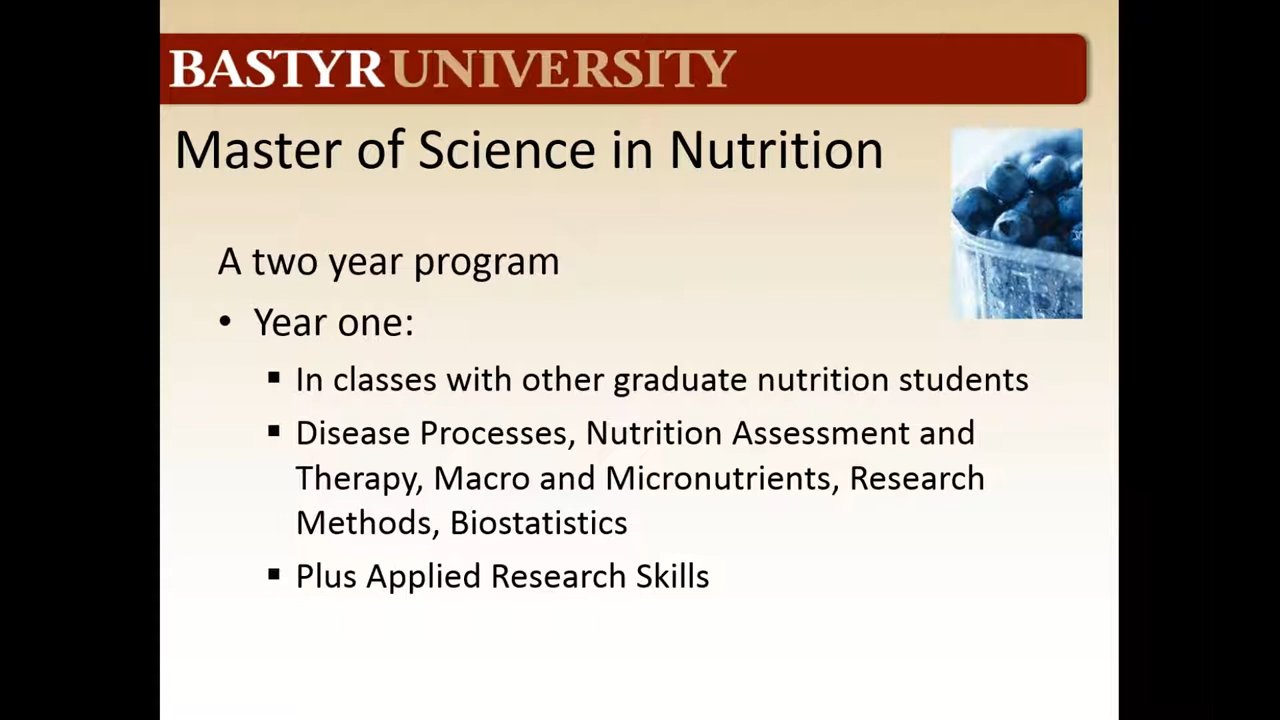 BASTYR UNIVERSITY
Master of Science in Nutrition
A two year program
• Year one:
▪ In classes with other graduate nutrition students
▪ Disease Processes, Nutrition Assessment and
Therapy, Macro and Micronutrients, Research
Methods, Biostatistics
▪ Plus Applied Research Skills